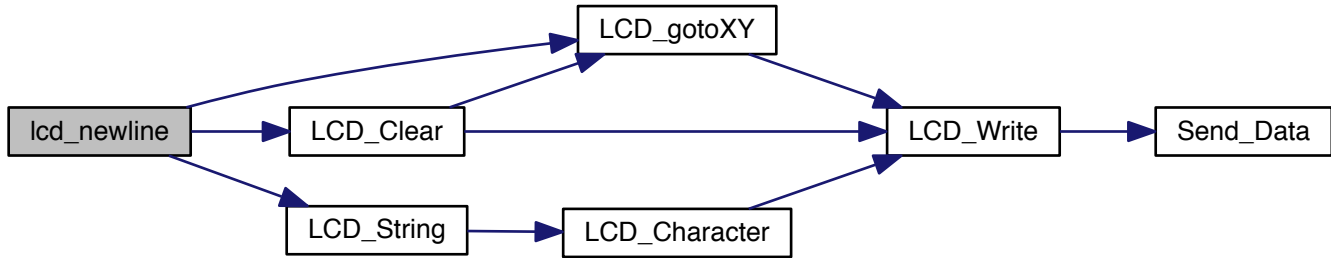 LCD_gotoXY
lcd_newline
LCD_Clear
LCD_Write
Send_Data
LCD_String
LCD_Character